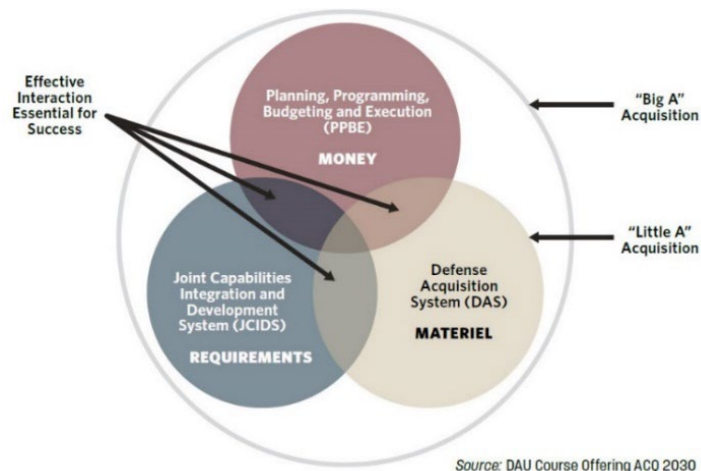 Effective
Interaction
Essential for
Success
Planning, Programming,
Budgeting and Execution
(PPBE)
MONEY
"Big A"
Acquisition
"Little A"
Acquisition
Joint Capabilities
Integration and
Development
System (JCIDS)
REQUIREMENTS
Defense
Acquisition
System (DAS)
MATERIEL
Source: DAU Course Offering ACQ 2030